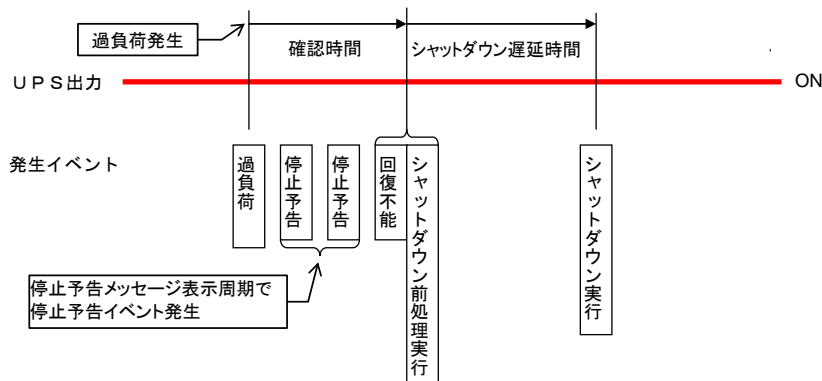 過負荷発生
確認時間
シャットダウン遅延時間
UPS出力
ON
発生イベント
過負荷
停止予告
停止予告
回復不能
シャットダウン前処理実行
シャットダウン実行
停止予告メッセージ表示周期で
停止予告イベント発生